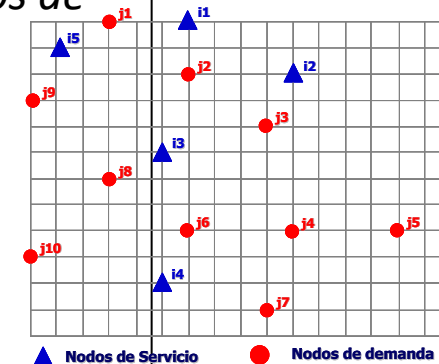 os de
j1
i1
i5
j2
i2
j9
j3
i3
j8
j6
j4
j5
j10
i4
j7
Nodos de Servicio
Nodos de demanda